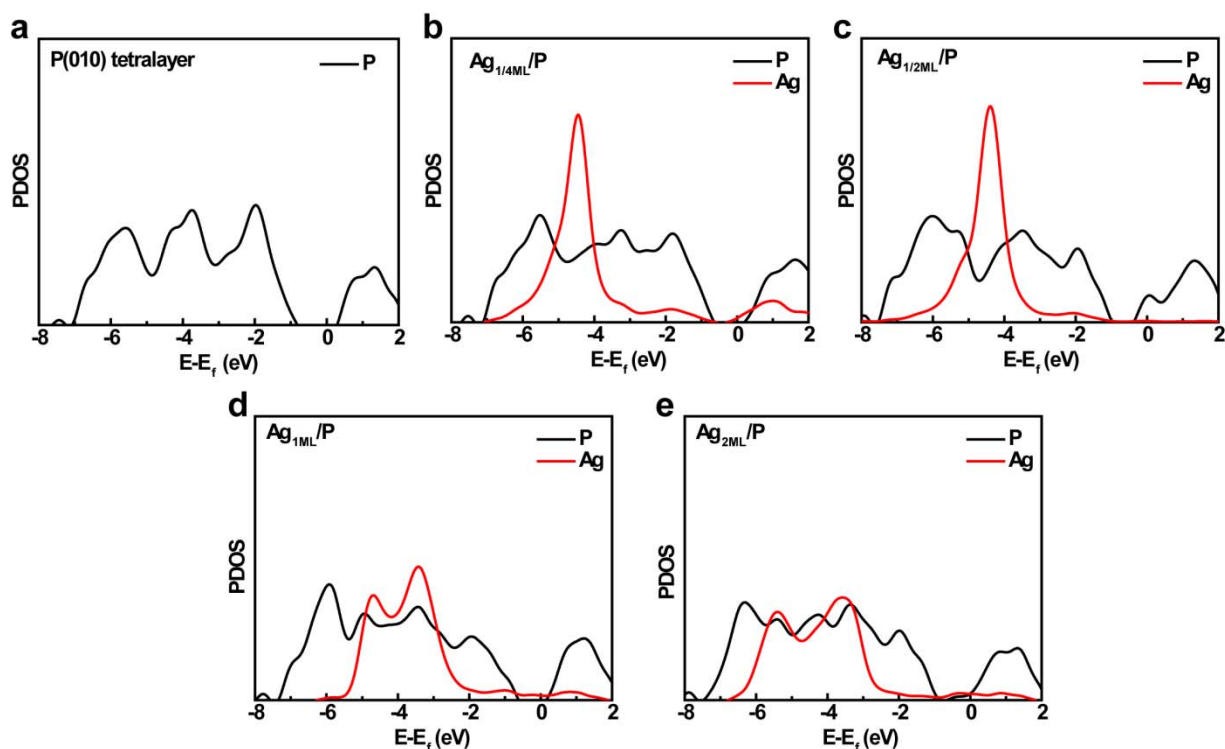 a
P(010) tetralayer
P
PDOS
-8 -6 -4 -2 0 2
E-E_f (eV)
b
Ag_1/4ML/P
P
Ag
PDOS
-8 -6 -4 -2 0 2
E-E_f (eV)
c
Ag_1/2ML/P
P
Ag
PDOS
-8 -6 -4 -2 0 2
E-E_f (eV)
d
Ag_1ML/P
P
Ag
PDOS
-8 -6 -4 -2 0 2
E-E_f (eV)
e
Ag_2ML/P
P
Ag
PDOS
-8 -6 -4 -2 0 2
E-E_f (eV)